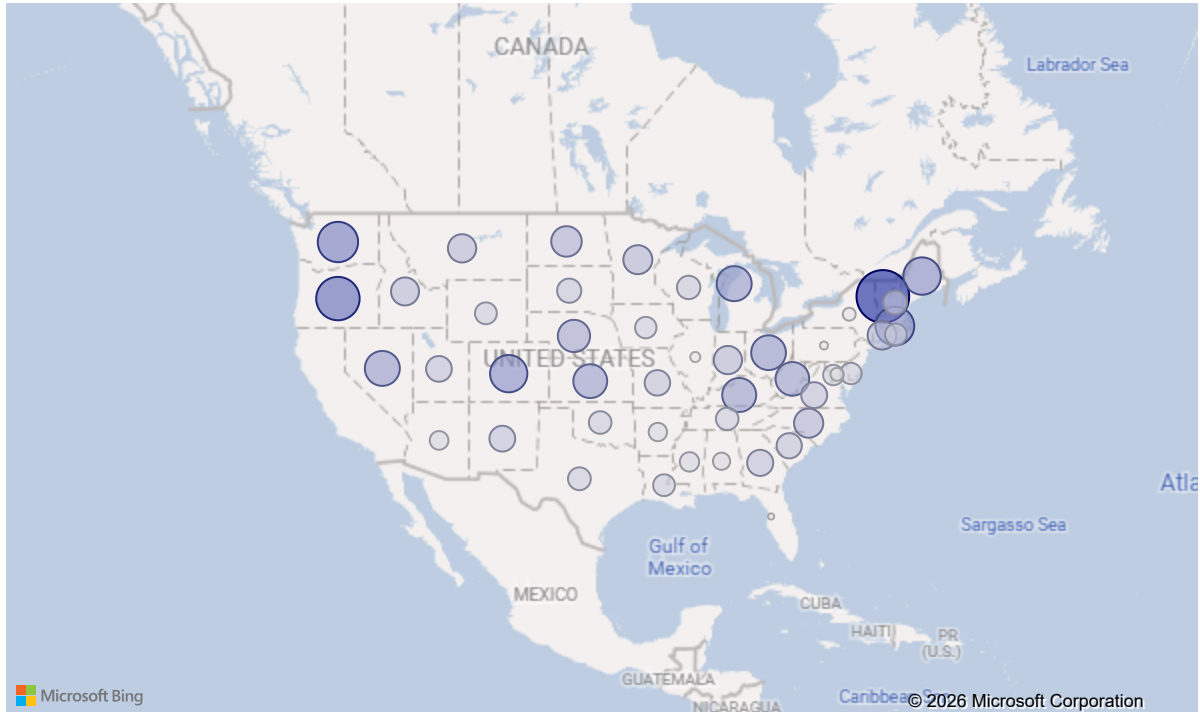 CANADA
Labrador Sea
UNITED STATES
Atla
Sargasso Sea
Gulf of
Mexico
MEXICO
CUBA
HAITI
PR
(U.S.)
GUATEMALA
NICARAGUA
Caribbean Sea
Microsoft Bing
© 2026 Microsoft Corporation